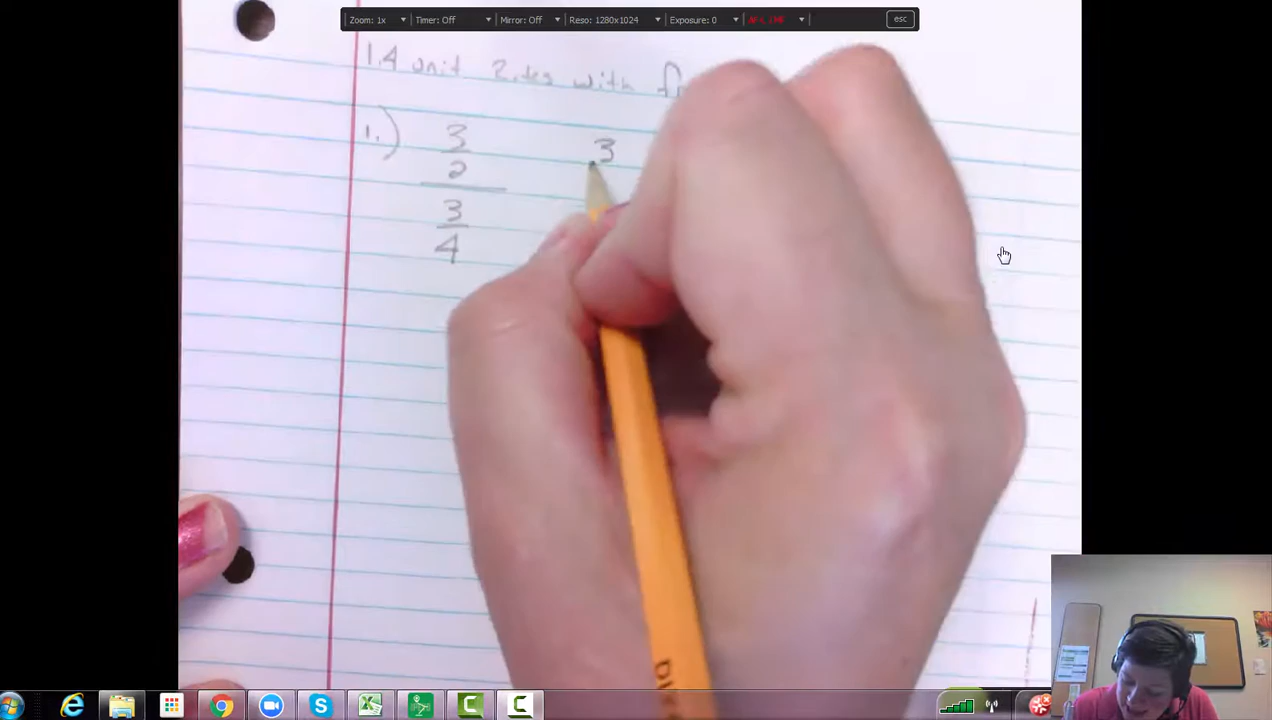 Zoom: 1x Timer: Off Mirror: Off Reso: 1280x1024 Exposure: 0 esc
1.4 unit with
1.) 3 3
2
3
4